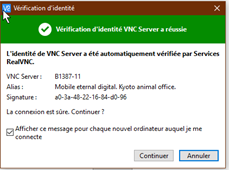 Vérification d'identité
Vérification d'identité VNC Server a réussie
L'identité de VNC Server a été automatiquement vérifiée par Services
RealVNC.
VNC Server : B1387-11
Alias : Mobile eternal digital. Kyoto animal office.
Signature : a0-3a-48-22-16-84-d0-96
La connexion est sûre. Continuer ?
Afficher ce message pour chaque nouvel ordinateur auquel je me
connecte
Continuer Annuler